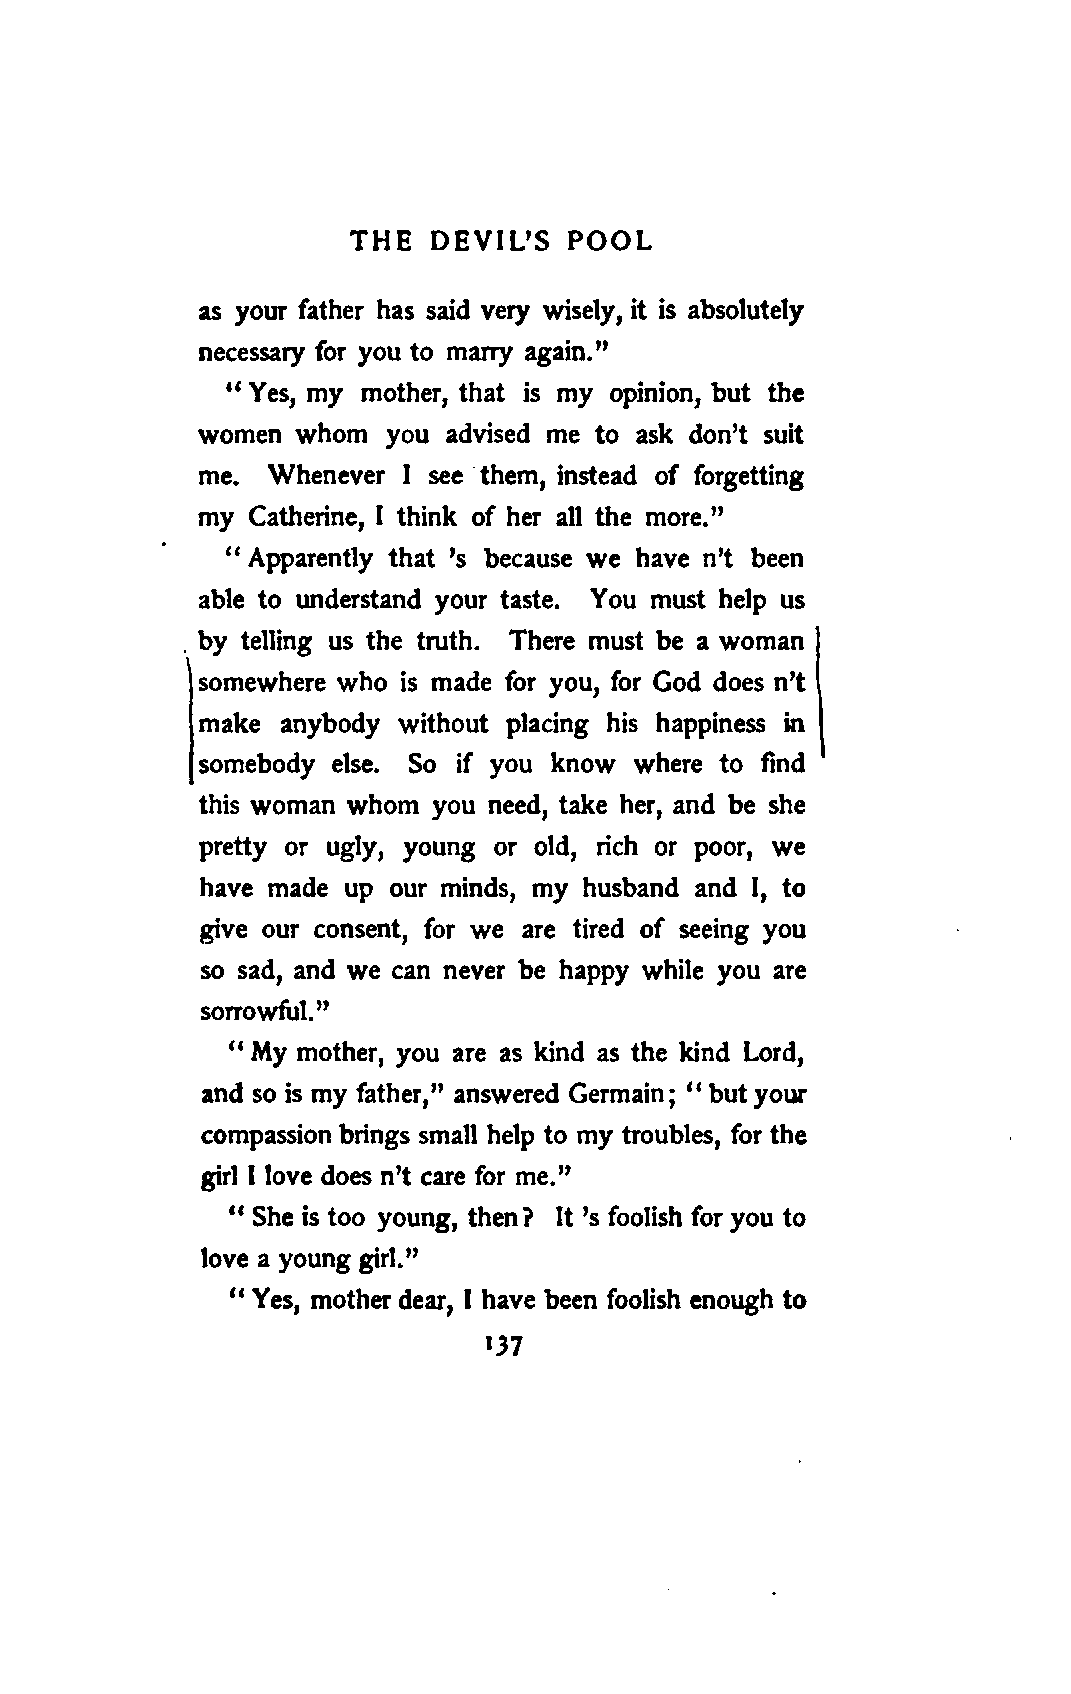 THE DEVIL'S POOL
as your father has said very wisely, it is absolutely
necessary for you to marry again."
"Yes, my mother, that is my opinion, but the
women whom you advised me to ask don't suit
me. Whenever I see them, instead of forgetting
my Catherine, I think of her all the more."
"Apparently that 's because we have n't been
able to understand your taste. You must help us
by telling us the truth. There must be a woman
somewhere who is made for you, for God does n't
make anybody without placing his happiness in
somebody else. So if you know where to find
this woman whom you need, take her, and be she
pretty or ugly, young or old, rich or poor, we
have made up our minds, my husband and I, to
give our consent, for we are tired of seeing you
so sad, and we can never be happy while you are
sorrowful."
"My mother, you are as kind as the kind Lord,
and so is my father," answered Germain; "but your
compassion brings small help to my troubles, for the
girl I love does n't care for me."
"She is too young, then? It 's foolish for you to
love a young girl."
"Yes, mother dear, I have been foolish enough to
137